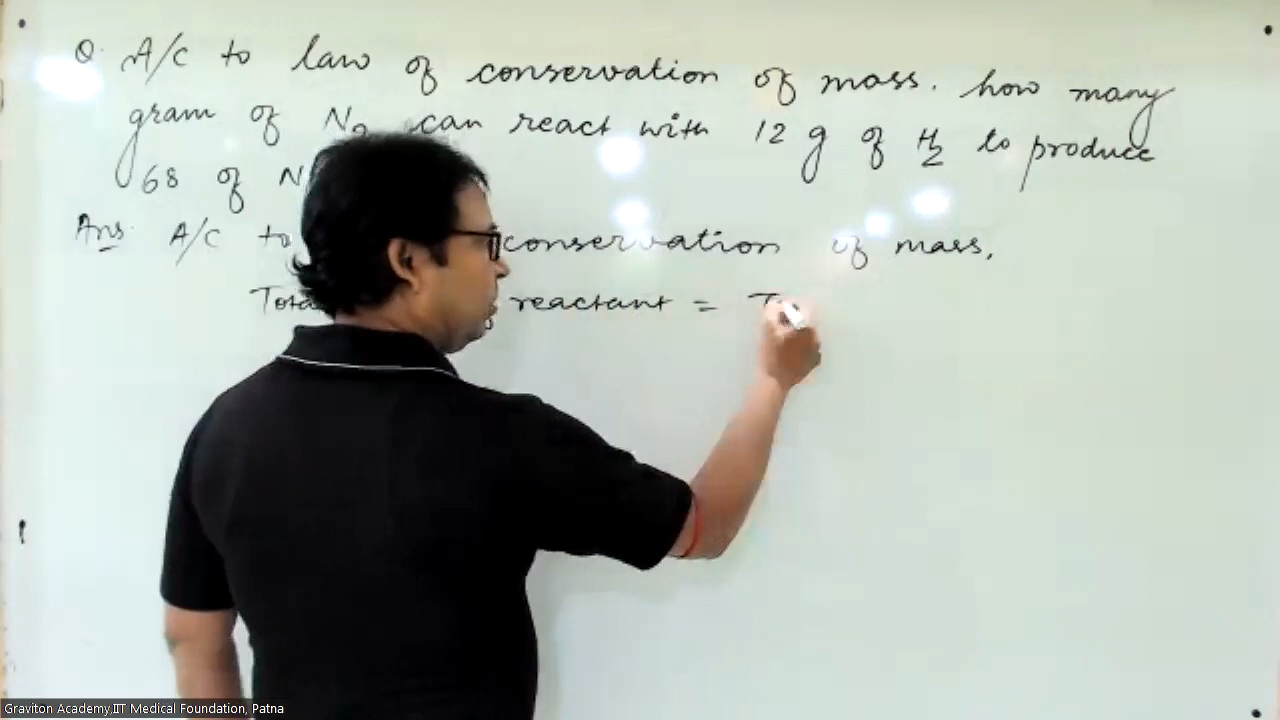 Q. A/C to law of conservation of mass. how many
gram of N2 can react with 12 g of H2 to produce
68 of N
Ans. A/C to conservation of mass,
Total reactant = T
Graviton Academy,IIT Medical Foundation, Patna